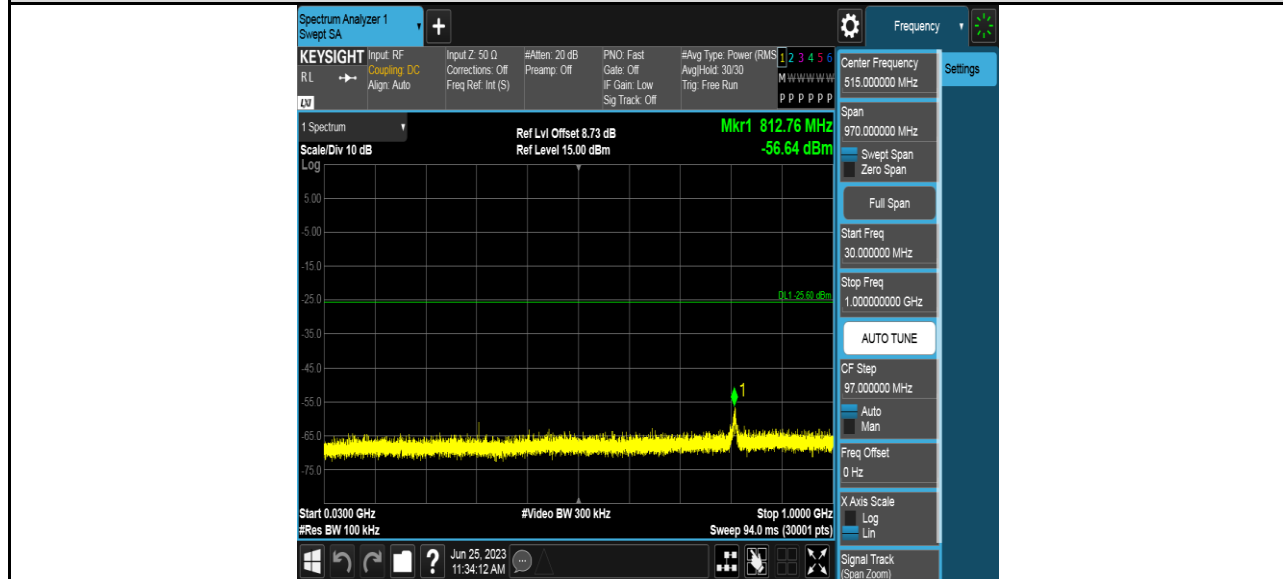 Spectrum Analyzer 1
Swept SA
Frequency
KEYSIGHT
RL
LXI
Input: RF
Coupling: DC
Align: Auto
Input Z: 50 Ω
Corrections: Off
Freq Ref: Int (S)
#Atten: 20 dB
Preamp: Off
PNO: Fast
Gate: Off
IF Gain: Low
Sig Track: Off
#Avg Type: Power (RMS
Avg|Hold: 30/30
Trig: Free Run
1 2 3 4 5 6
M W W W W W
P P P P P P
1 Spectrum
Scale/Div 10 dB
Ref Lvl Offset 8.73 dB
Ref Level 15.00 dBm
Mkr1 812.76 MHz
-56.64 dBm
Log
5.00
-5.00
-15.0
-25.0
DL1 -25.60 dBm
-35.0
-45.0
-55.0
1
-65.0
-75.0
Start 0.0300 GHz
#Video BW 300 kHz
Stop 1.0000 GHz
#Res BW 100 kHz
Sweep 94.0 ms (30001 pts)
Jun 25, 2023
11:34:12 AM
Center Frequency
515.000000 MHz
Settings
Span
970.000000 MHz
Swept Span
Zero Span
Full Span
Start Freq
30.000000 MHz
Stop Freq
1.000000000 GHz
AUTO TUNE
CF Step
97.000000 MHz
Auto
Man
Freq Offset
0 Hz
X Axis Scale
Log
Lin
Signal Track
(Span Zoom)